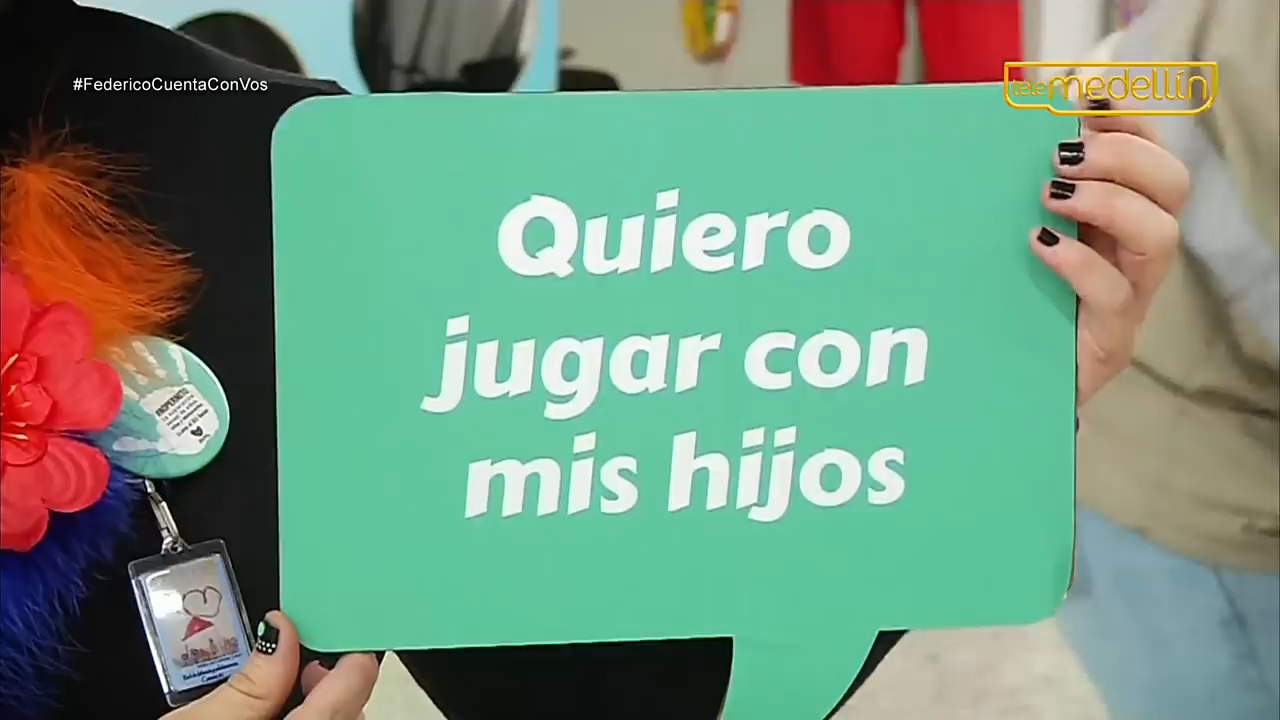 #FedericoCuentaConVos
telemedellín
Quiero
jugar con
mis hijos